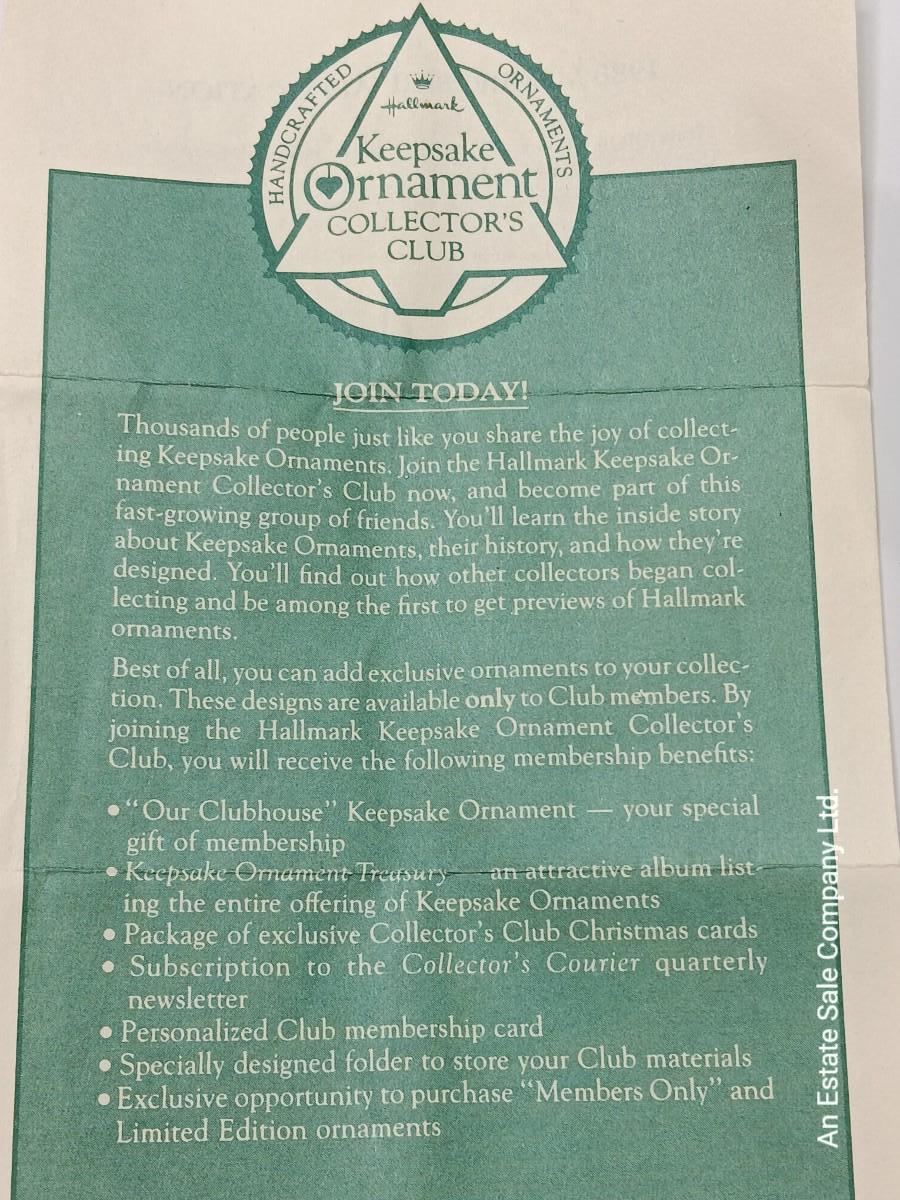 HANDCRAFTED ORNAMENTS
Hallmark
Keepsake
Ornament
COLLECTOR'S
CLUB
JOIN TODAY!
Thousands of people just like you share the joy of collect-
ing Keepsake Ornaments. Join the Hallmark Keepsake Or-
nament Collector's Club now, and become part of this
fast-growing group of friends. You'll learn the inside story
about Keepsake Ornaments, their history, and how they're
designed. You'll find out how other collectors began col-
lecting and be among the first to get previews of Hallmark
ornaments.
Best of all, you can add exclusive ornaments to your collec-
tion. These designs are available only to Club members. By
joining the Hallmark Keepsake Ornament Collector's
Club, you will receive the following membership benefits:
• "Our Clubhouse" Keepsake Ornament — your special
gift of membership
• Keepsake Ornament Treasury — an attractive album list-
ing the entire offering of Keepsake Ornaments
• Package of exclusive Collector's Club Christmas cards
• Subscription to the Collector's Courier quarterly
newsletter
• Personalized Club membership card
• Specially designed folder to store your Club materials
• Exclusive opportunity to purchase "Members Only" and
Limited Edition ornaments
An Estate Sale Company Ltd.